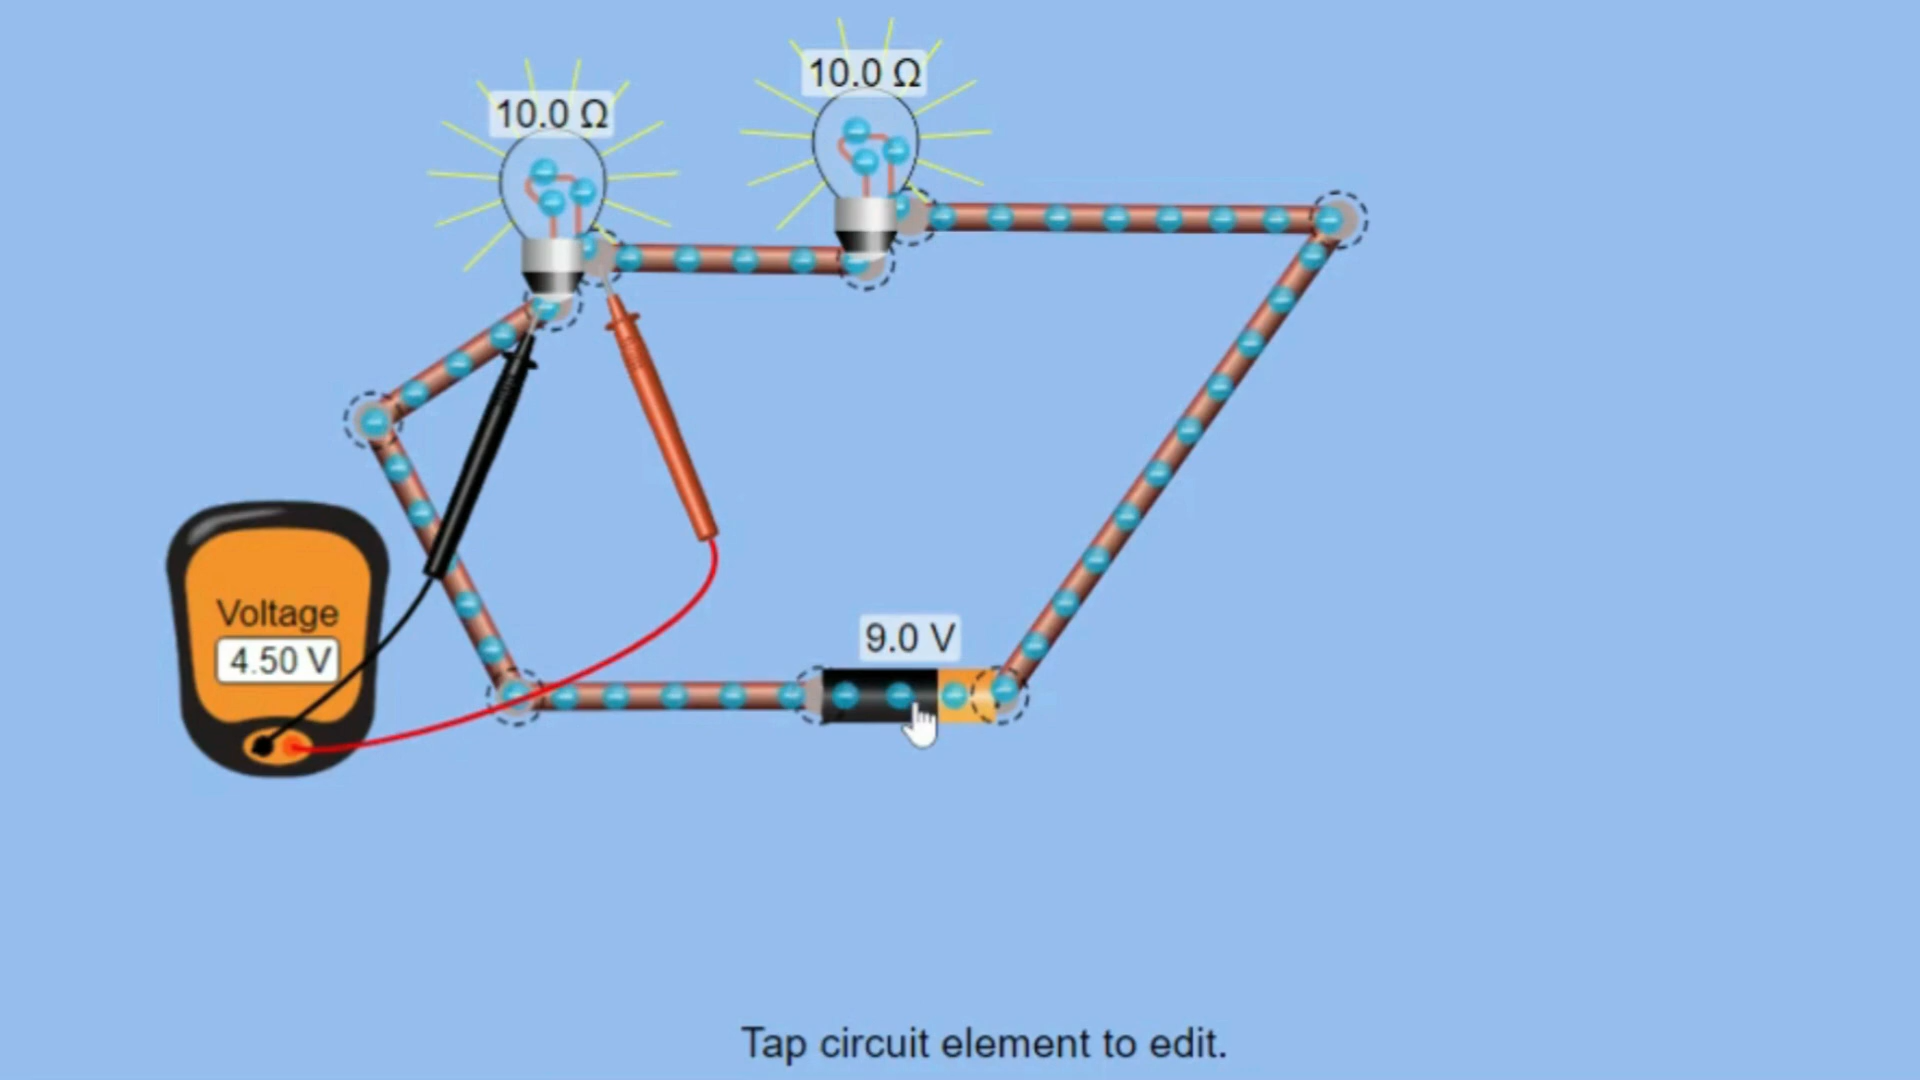 10.0 Ω
10.0 Ω
Voltage
4.50 V
9.0 V
Tap circuit element to edit.